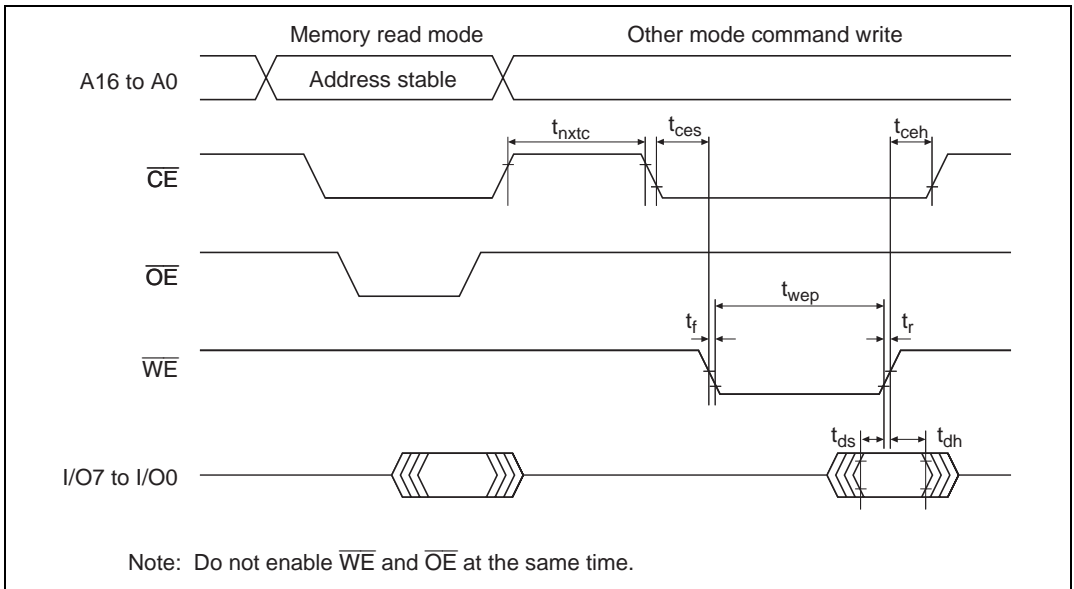 Memory read mode
Other mode command write
A16 to A0
Address stable
tnxtc
tces
tceh
CE
OE
twep
tf
tr
WE
tds
tdh
I/O7 to I/O0
Note: Do not enable WE and OE at the same time.